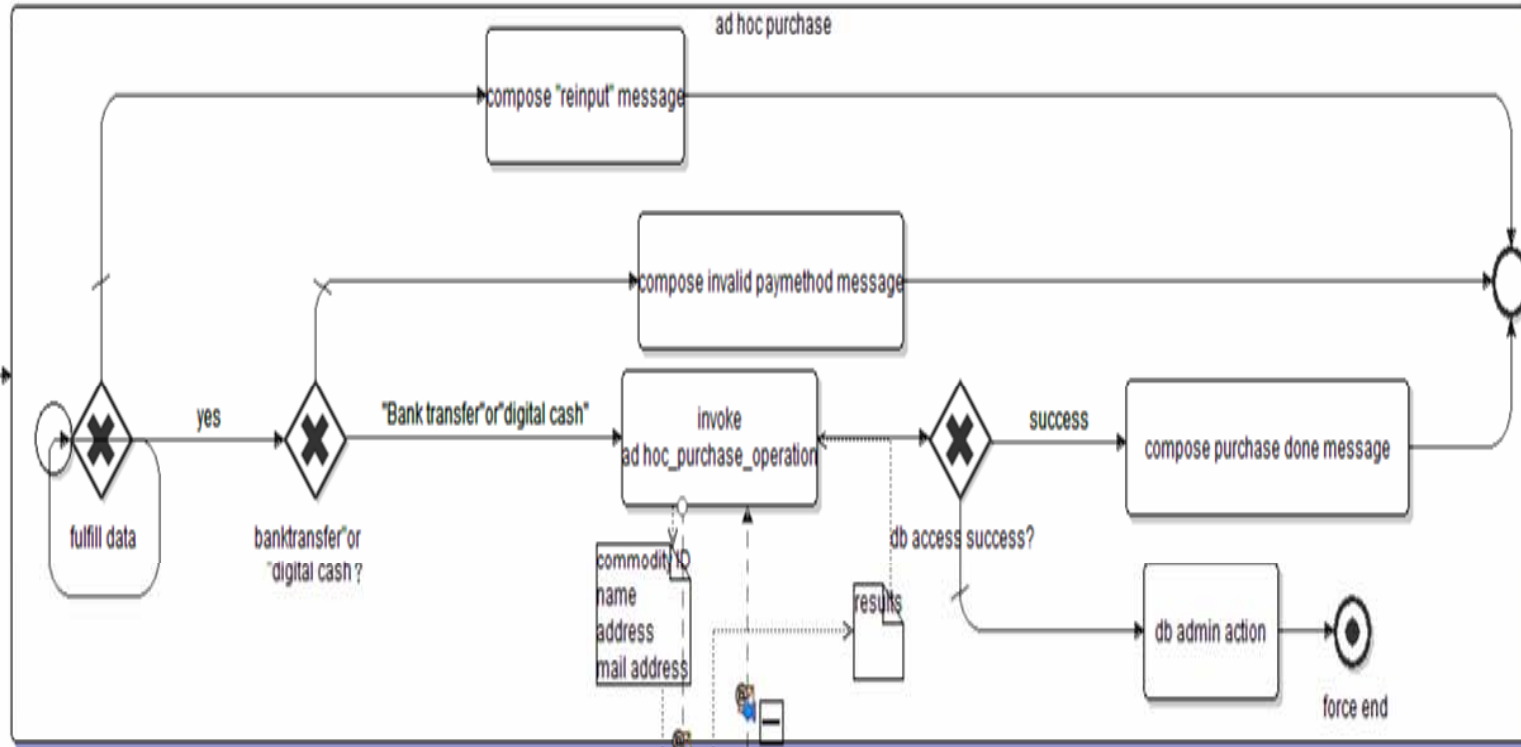 ad hoc purchase
compose "reinput" message
compose invalid paymethod message
yes
"Bank transfer"or"digital cash"
invoke
ad hoc_purchase_operation
success
compose purchase done message
fulfill data
banktransfer"or
"digital cash ?
db access success?
commodity ID
name
address
mail address
results
db admin action
force end